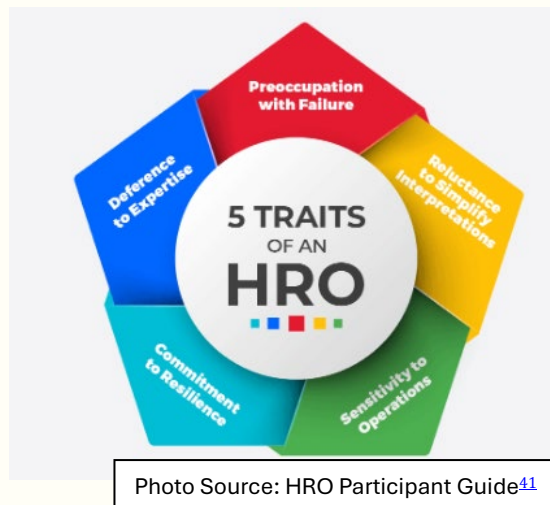 Preoccupation
with Failure
Reluctance
to Simplify
Interpretations
Deference
to Expertise
5 TRAITS
OF AN
HRO
Commitment
to Resilience
Sensitivity to
Operations
Photo Source: HRO Participant Guide41